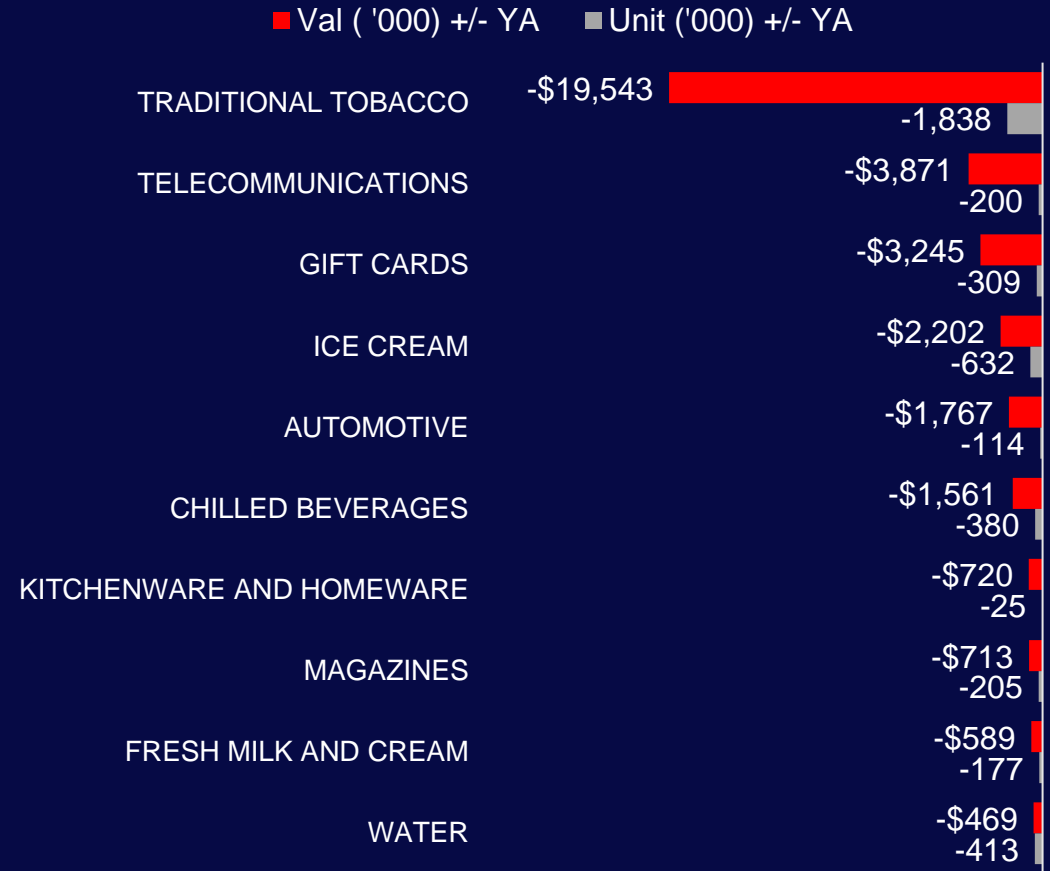 Val ( '000) +/- YA Unit ('000) +/- YA
TRADITIONAL TOBACCO
-$19,543
-1,838
TELECOMMUNICATIONS
-$3,871
-200
GIFT CARDS
-$3,245
-309
ICE CREAM
-$2,202
-632
AUTOMOTIVE
-$1,767
-114
CHILLED BEVERAGES
-$1,561
-380
KITCHENWARE AND HOMEWARE
-$720
-25
MAGAZINES
-$713
-205
FRESH MILK AND CREAM
-$589
-177
WATER
-$469
-413